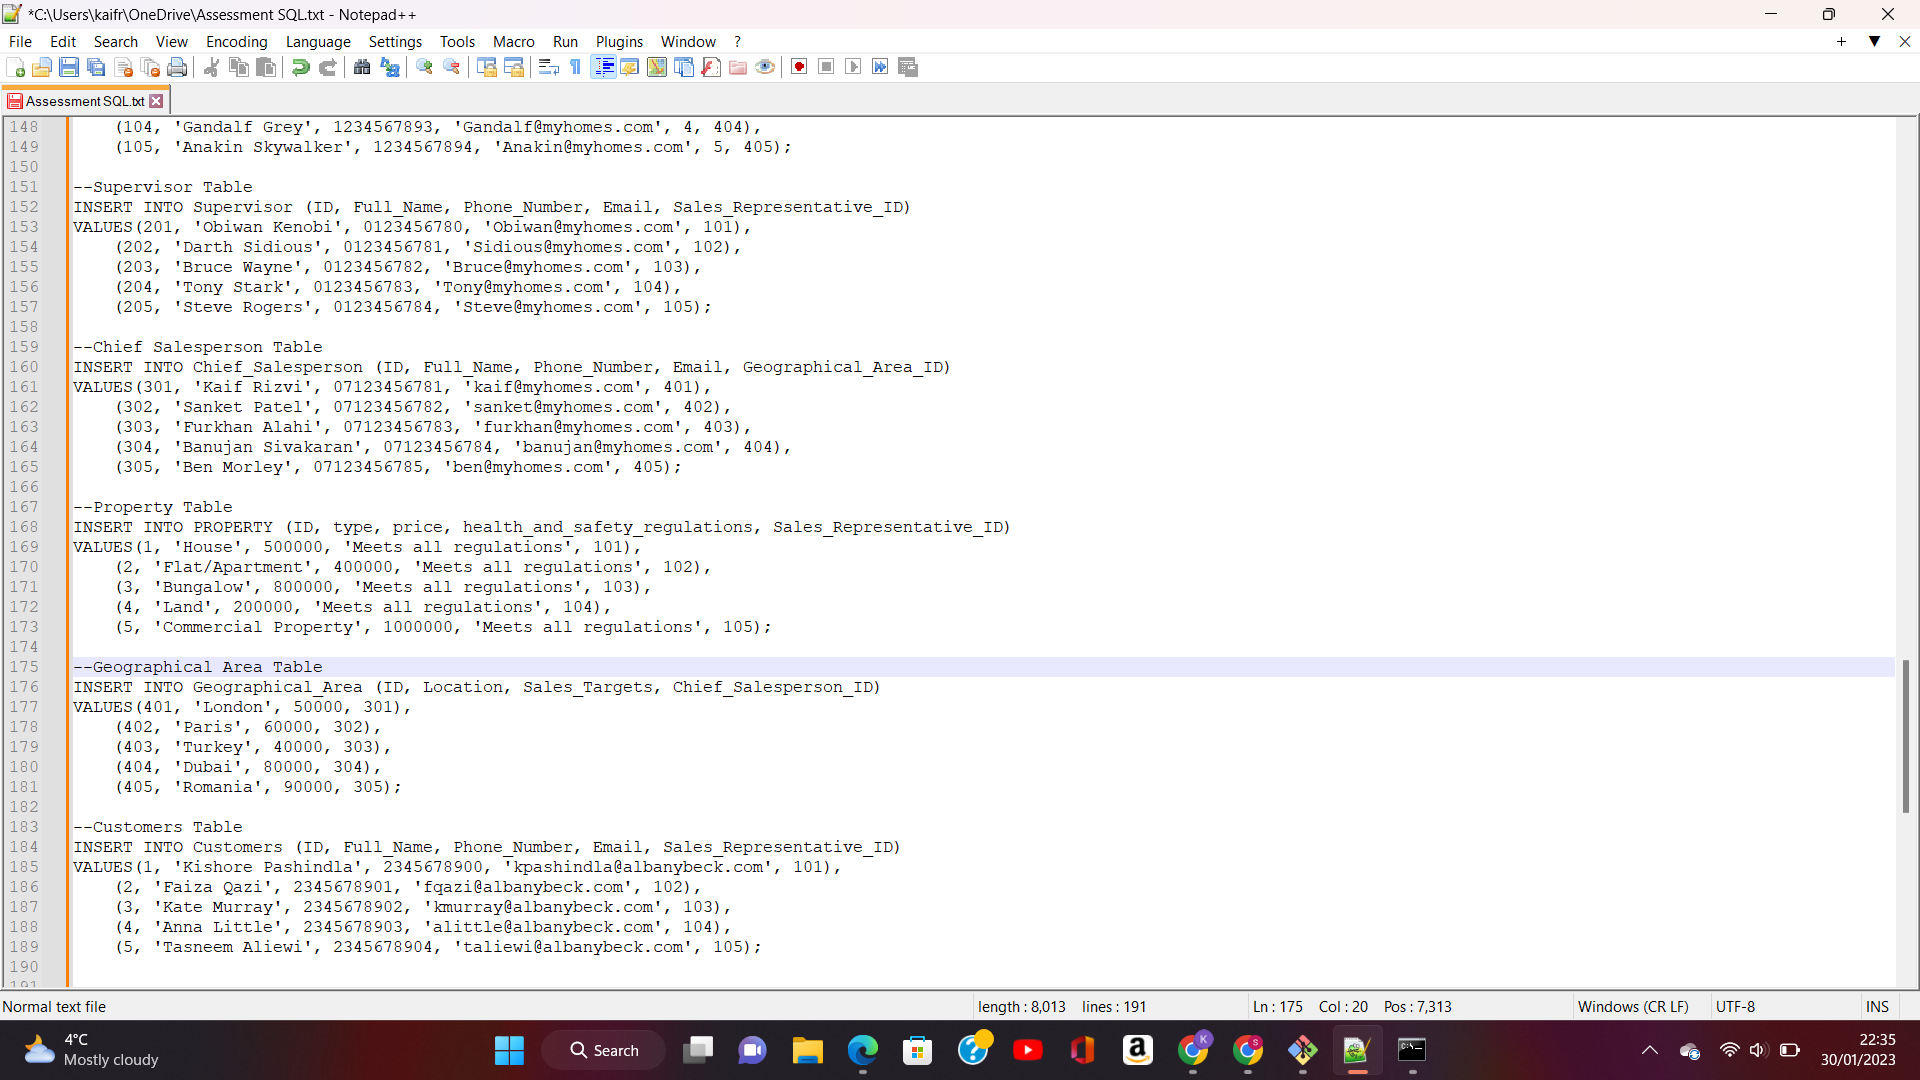 *C:\Users\kaifr\OneDrive\Assessment SQL.txt - Notepad++
File Edit Search View Encoding Language Settings Tools Macro Run Plugins Window ?
Assessment SQL.txt
148 (104, 'Gandalf Grey', 1234567893, 'Gandalf@myhomes.com', 4, 404),
149 (105, 'Anakin Skywalker', 1234567894, 'Anakin@myhomes.com', 5, 405);
150
151 --Supervisor Table
152 INSERT INTO Supervisor (ID, Full_Name, Phone_Number, Email, Sales_Representative_ID)
153 VALUES(201, 'Obiwan Kenobi', 0123456780, 'Obiwan@myhomes.com', 101),
154 (202, 'Darth Sidious', 0123456781, 'Sidious@myhomes.com', 102),
155 (203, 'Bruce Wayne', 0123456782, 'Bruce@myhomes.com', 103),
156 (204, 'Tony Stark', 0123456783, 'Tony@myhomes.com', 104),
157 (205, 'Steve Rogers', 0123456784, 'Steve@myhomes.com', 105);
158
159 --Chief Salesperson Table
160 INSERT INTO Chief_Salesperson (ID, Full_Name, Phone_Number, Email, Geographical_Area_ID)
161 VALUES(301, 'Kaif Rizvi', 07123456781, 'kaif@myhomes.com', 401),
162 (302, 'Sanket Patel', 07123456782, 'sanket@myhomes.com', 402),
163 (303, 'Furkhan Alahi', 07123456783, 'furkhan@myhomes.com', 403),
164 (304, 'Banujan Sivakaran', 07123456784, 'banujan@myhomes.com', 404),
165 (305, 'Ben Morley', 07123456785, 'ben@myhomes.com', 405);
166
167 --Property Table
168 INSERT INTO PROPERTY (ID, type, price, health_and_safety_regulations, Sales_Representative_ID)
169 VALUES(1, 'House', 500000, 'Meets all regulations', 101),
170 (2, 'Flat/Apartment', 400000, 'Meets all regulations', 102),
171 (3, 'Bungalow', 800000, 'Meets all regulations', 103),
172 (4, 'Land', 200000, 'Meets all regulations', 104),
173 (5, 'Commercial Property', 1000000, 'Meets all regulations', 105);
174
175 --Geographical Area Table
176 INSERT INTO Geographical_Area (ID, Location, Sales_Targets, Chief_Salesperson_ID)
177 VALUES(401, 'London', 50000, 301),
178 (402, 'Paris', 60000, 302),
179 (403, 'Turkey', 40000, 303),
180 (404, 'Dubai', 80000, 304),
181 (405, 'Romania', 90000, 305);
182
183 --Customers Table
184 INSERT INTO Customers (ID, Full_Name, Phone_Number, Email, Sales_Representative_ID)
185 VALUES(1, 'Kishore Pashindla', 2345678900, 'kpashindla@albanybeck.com', 101),
186 (2, 'Faiza Qazi', 2345678901, 'fqazi@albanybeck.com', 102),
187 (3, 'Kate Murray', 2345678902, 'kmurray@albanybeck.com', 103),
188 (4, 'Anna Little', 2345678903, 'alittle@albanybeck.com', 104),
189 (5, 'Tasneem Aliewi', 2345678904, 'taliewi@albanybeck.com', 105);
190
191
Normal text file length : 8,013 lines : 191 Ln : 175 Col : 20 Pos : 7,313 Windows (CR LF) UTF-8 INS
4°C
Mostly cloudy
Search
22:35
30/01/2023